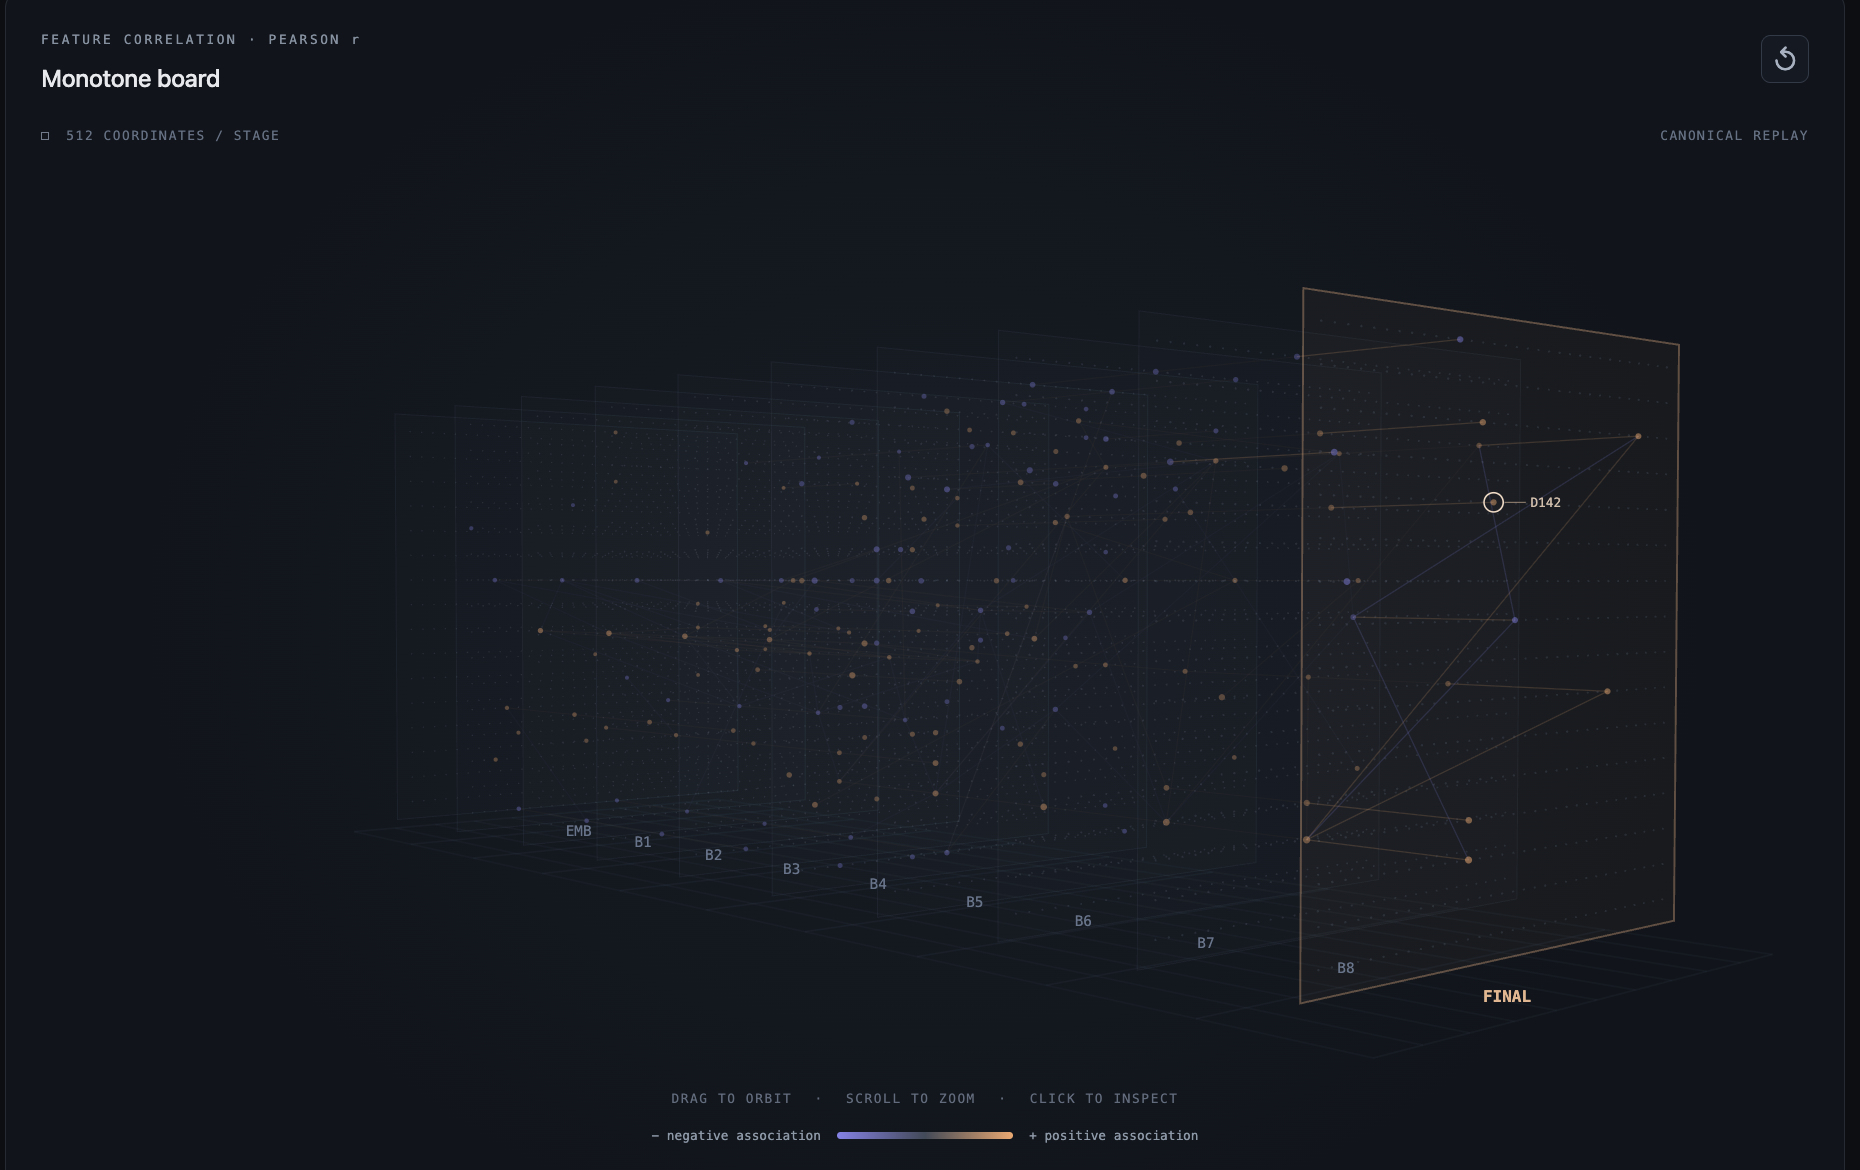 FEATURE CORRELATION · PEARSON r
Monotone board
512 COORDINATES / STAGE
CANONICAL REPLAY
D142
EMB
B1
B2
B3
B4
B5
B6
B7
B8
FINAL
DRAG TO ORBIT · SCROLL TO ZOOM · CLICK TO INSPECT
− negative association
+ positive association